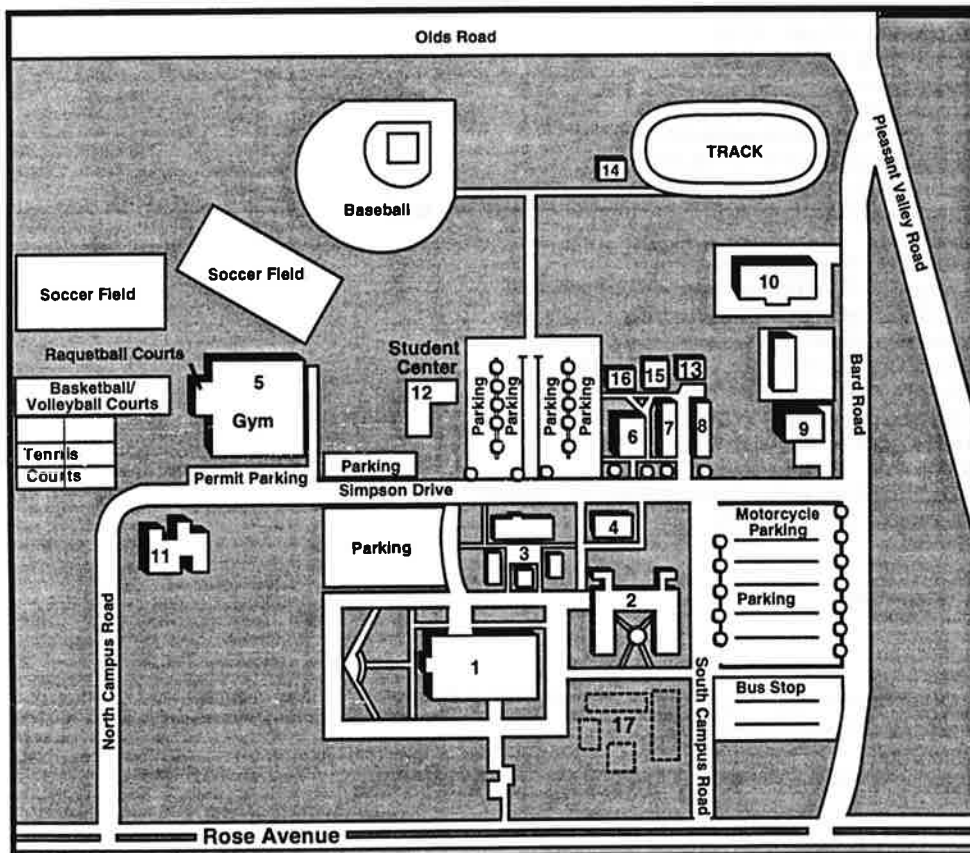 Olds Road
Pleasant Valley Road
TRACK
14
Baseball
Soccer Field
Soccer Field
10
Raquetball Courts
Student
Center
12
5
Gym
Basketball/
Volleyball Courts
Tennis
Courts
Parking
Parking
Parking
Parking
16
15
13
6
7
8
9
Bard Road
Permit Parking
Parking
Simpson Drive
11
Parking
3
4
Motorcycle
Parking
2
Parking
1
North Campus Road
South Campus Road
Bus Stop
17
Rose Avenue